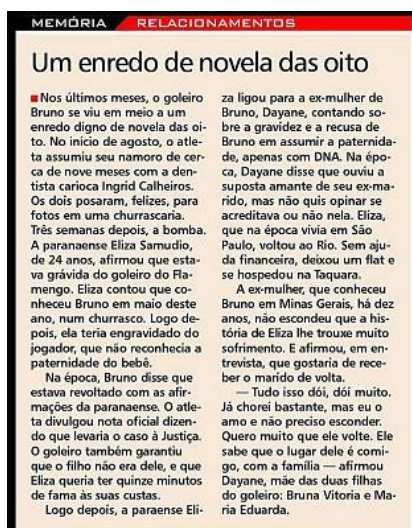 MEMÓRIA RELACIONAMENTOS
Um enredo de novela das oito
Nos últimos meses, o goleiro
Bruno se viu em meio a um
enredo digno de novela das oi-
to. No início de agosto, o atle-
ta assumiu seu namoro de cer-
ca de nove meses com a den-
tista carioca Ingrid Calheiros.
Os dois posaram, felizes, para
fotos em uma churrascaria.
Três semanas depois, a bomba.
A paranaense Eliza Samudio,
de 24 anos, afirmou que esta-
va grávida do goleiro do Fla-
mengo. Eliza contou que co-
nheceu Bruno em maio deste
ano, num churrasco. Logo de-
pois, ela teria engravidado do
jogador, que não reconhecia a
paternidade do bebê.
Na época, Bruno disse que
estava revoltado com as afir-
mações da paranaense. O atle-
ta divulgou nota oficial dizen-
do que levaria o caso à Justiça.
O goleiro também garantiu
que o filho não era dele, e que
Eliza queria ter quinze minutos
de fama às suas custas.
Logo depois, a paraense Eli-
za ligou para a ex-mulher de
Bruno, Dayane, contando so-
bre a gravidez e a recusa de
Bruno em assumir a paternida-
de, apenas com DNA. Na épo-
ca, Dayane disse que ouviu a
suposta amante de seu ex-ma-
rido, mas não quis opinar se
acreditava ou não nela. Eliza,
que na época vivia em São
Paulo, voltou ao Rio. Sem aju-
da financeira, deixou um flat e
se hospedou na Taquara.
A ex-mulher, que conheceu
Bruno em Minas Gerais, há dez
anos, não escondeu que a his-
tória de Eliza lhe trouxe muito
sofrimento. E afirmou, em en-
trevista, que gostaria de rece-
ber o marido de volta.
— Tudo isso dói, dói muito.
Já chorei bastante, mas eu o
amo e não preciso esconder.
Quero muito que ele volte. Ele
sabe que o lugar dele é comi-
go, com a família — afirmou
Dayane, mãe das duas filhas
do goleiro: Bruna Vitoria e Ma-
ria Eduarda.